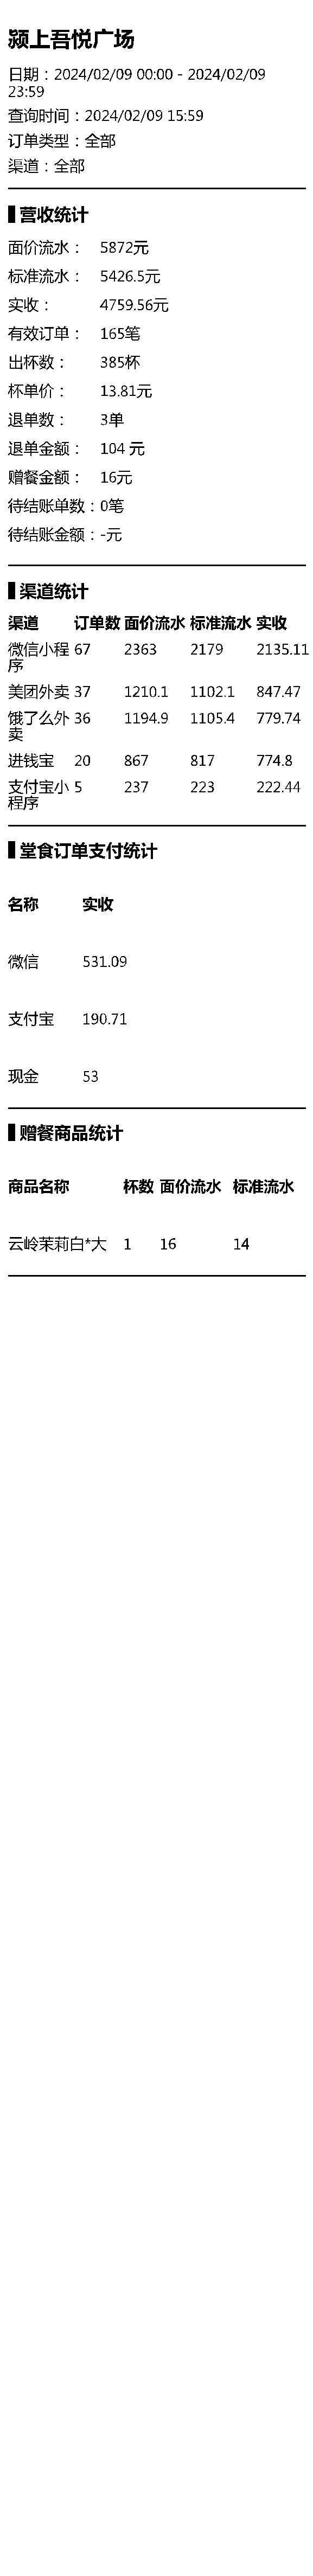 颍上吾悦广场
日期：2024/02/09 00:00 - 2024/02/09
23:59
查询时间：2024/02/09 15:59
订单类型：全部
渠道：全部
营收统计
面价流水： 5872元
标准流水： 5426.5元
实收： 4759.56元
有效订单： 165笔
出杯数： 385杯
杯单价： 13.81元
退单数： 3单
退单金额： 104 元
赠餐金额： 16元
待结账单数：0笔
待结账金额：-元
渠道统计
渠道 订单数 面价流水 标准流水 实收
微信小程 67 2363 2179 2135.11
序
美团外卖 37 1210.1 1102.1 847.47
饿了么外 36 1194.9 1105.4 779.74
卖
进钱宝 20 867 817 774.8
支付宝小 5 237 223 222.44
程序
堂食订单支付统计
名称 实收
微信 531.09
支付宝 190.71
现金 53
赠餐商品统计
商品名称 杯数 面价流水 标准流水
云岭茉莉白*大 1 16 14